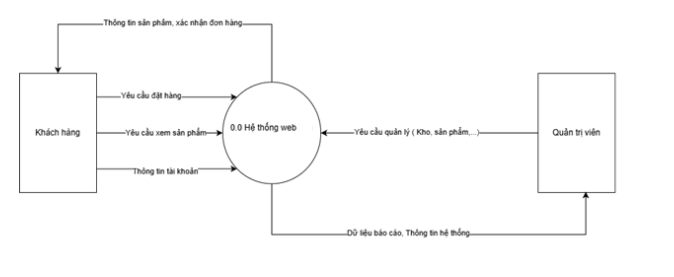 Thông tin sản phẩm, xác nhận đơn hàng
Yêu cầu đặt hàng
Khách hàng
Yêu cầu xem sản phẩm
Thông tin tài khoản
0.0 Hệ thống web
Yêu cầu quản lý ( Kho, sản phẩm,...)
Quản trị viên
Dữ liệu báo cáo, Thông tin hệ thống